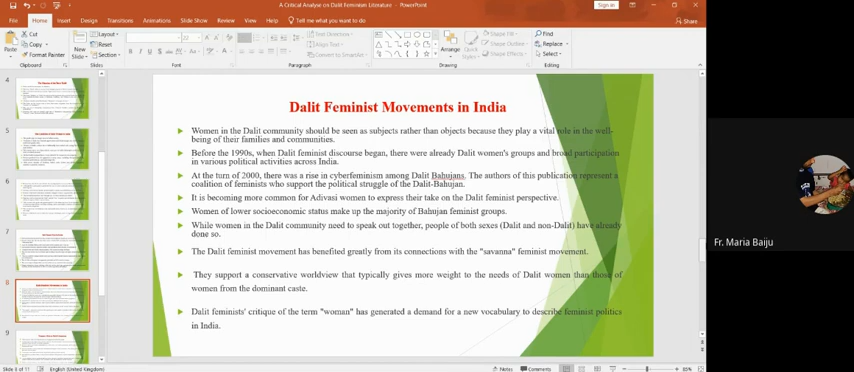 A Critical Analyse on Dalit Feminism Literature - PowerPoint
Sign in
File Home Insert Draw Design Transitions Animations Slide Show Review View Help Tell me what you want to do
Share
Paste
Cut
Copy
Format Painter
Clipboard
New Slide
Layout
Reset
Section
Slides
Font
Text Direction
Align Text
Convert to SmartArt
Paragraph
Arrange
Quick Styles
Shape Fill
Shape Outline
Shape Effects
Drawing
Find
Replace
Select
Editing
4
5
6
7
8
9
Dalit Feminist Movements in India
Women in the Dalit community should be seen as subjects rather than objects because they play a vital role in the well-
being of their families and communities.
Before the 1990s, when Dalit feminist discourse began, there were already Dalit women's groups and broad participation
in various political activities across India.
At the turn of 2000, there was a rise in cyberfeminism among Dalit Bahujans. The authors of this publication represent a
coalition of feminists who support the political struggle of the Dalit-Bahujan.
It is becoming more common for Adivasi women to express their take on the Dalit feminist perspective.
Women of lower socioeconomic status make up the majority of Bahujan feminist groups.
While women in the Dalit community need to speak out together, people of both sexes (Dalit and non-Dalit) have already
done so.
The Dalit feminist movement has benefited greatly from its connections with the "savanna" feminist movement.
They support a conservative worldview that typically gives more weight to the needs of Dalit women than those of
women from the dominant caste.
Dalit feminists' critique of the term "woman" has generated a demand for a new vocabulary to describe feminist politics
in India.
Fr. Maria Baiju
Slide 8 of 11 English (United Kingdom)
Notes Comments 85%